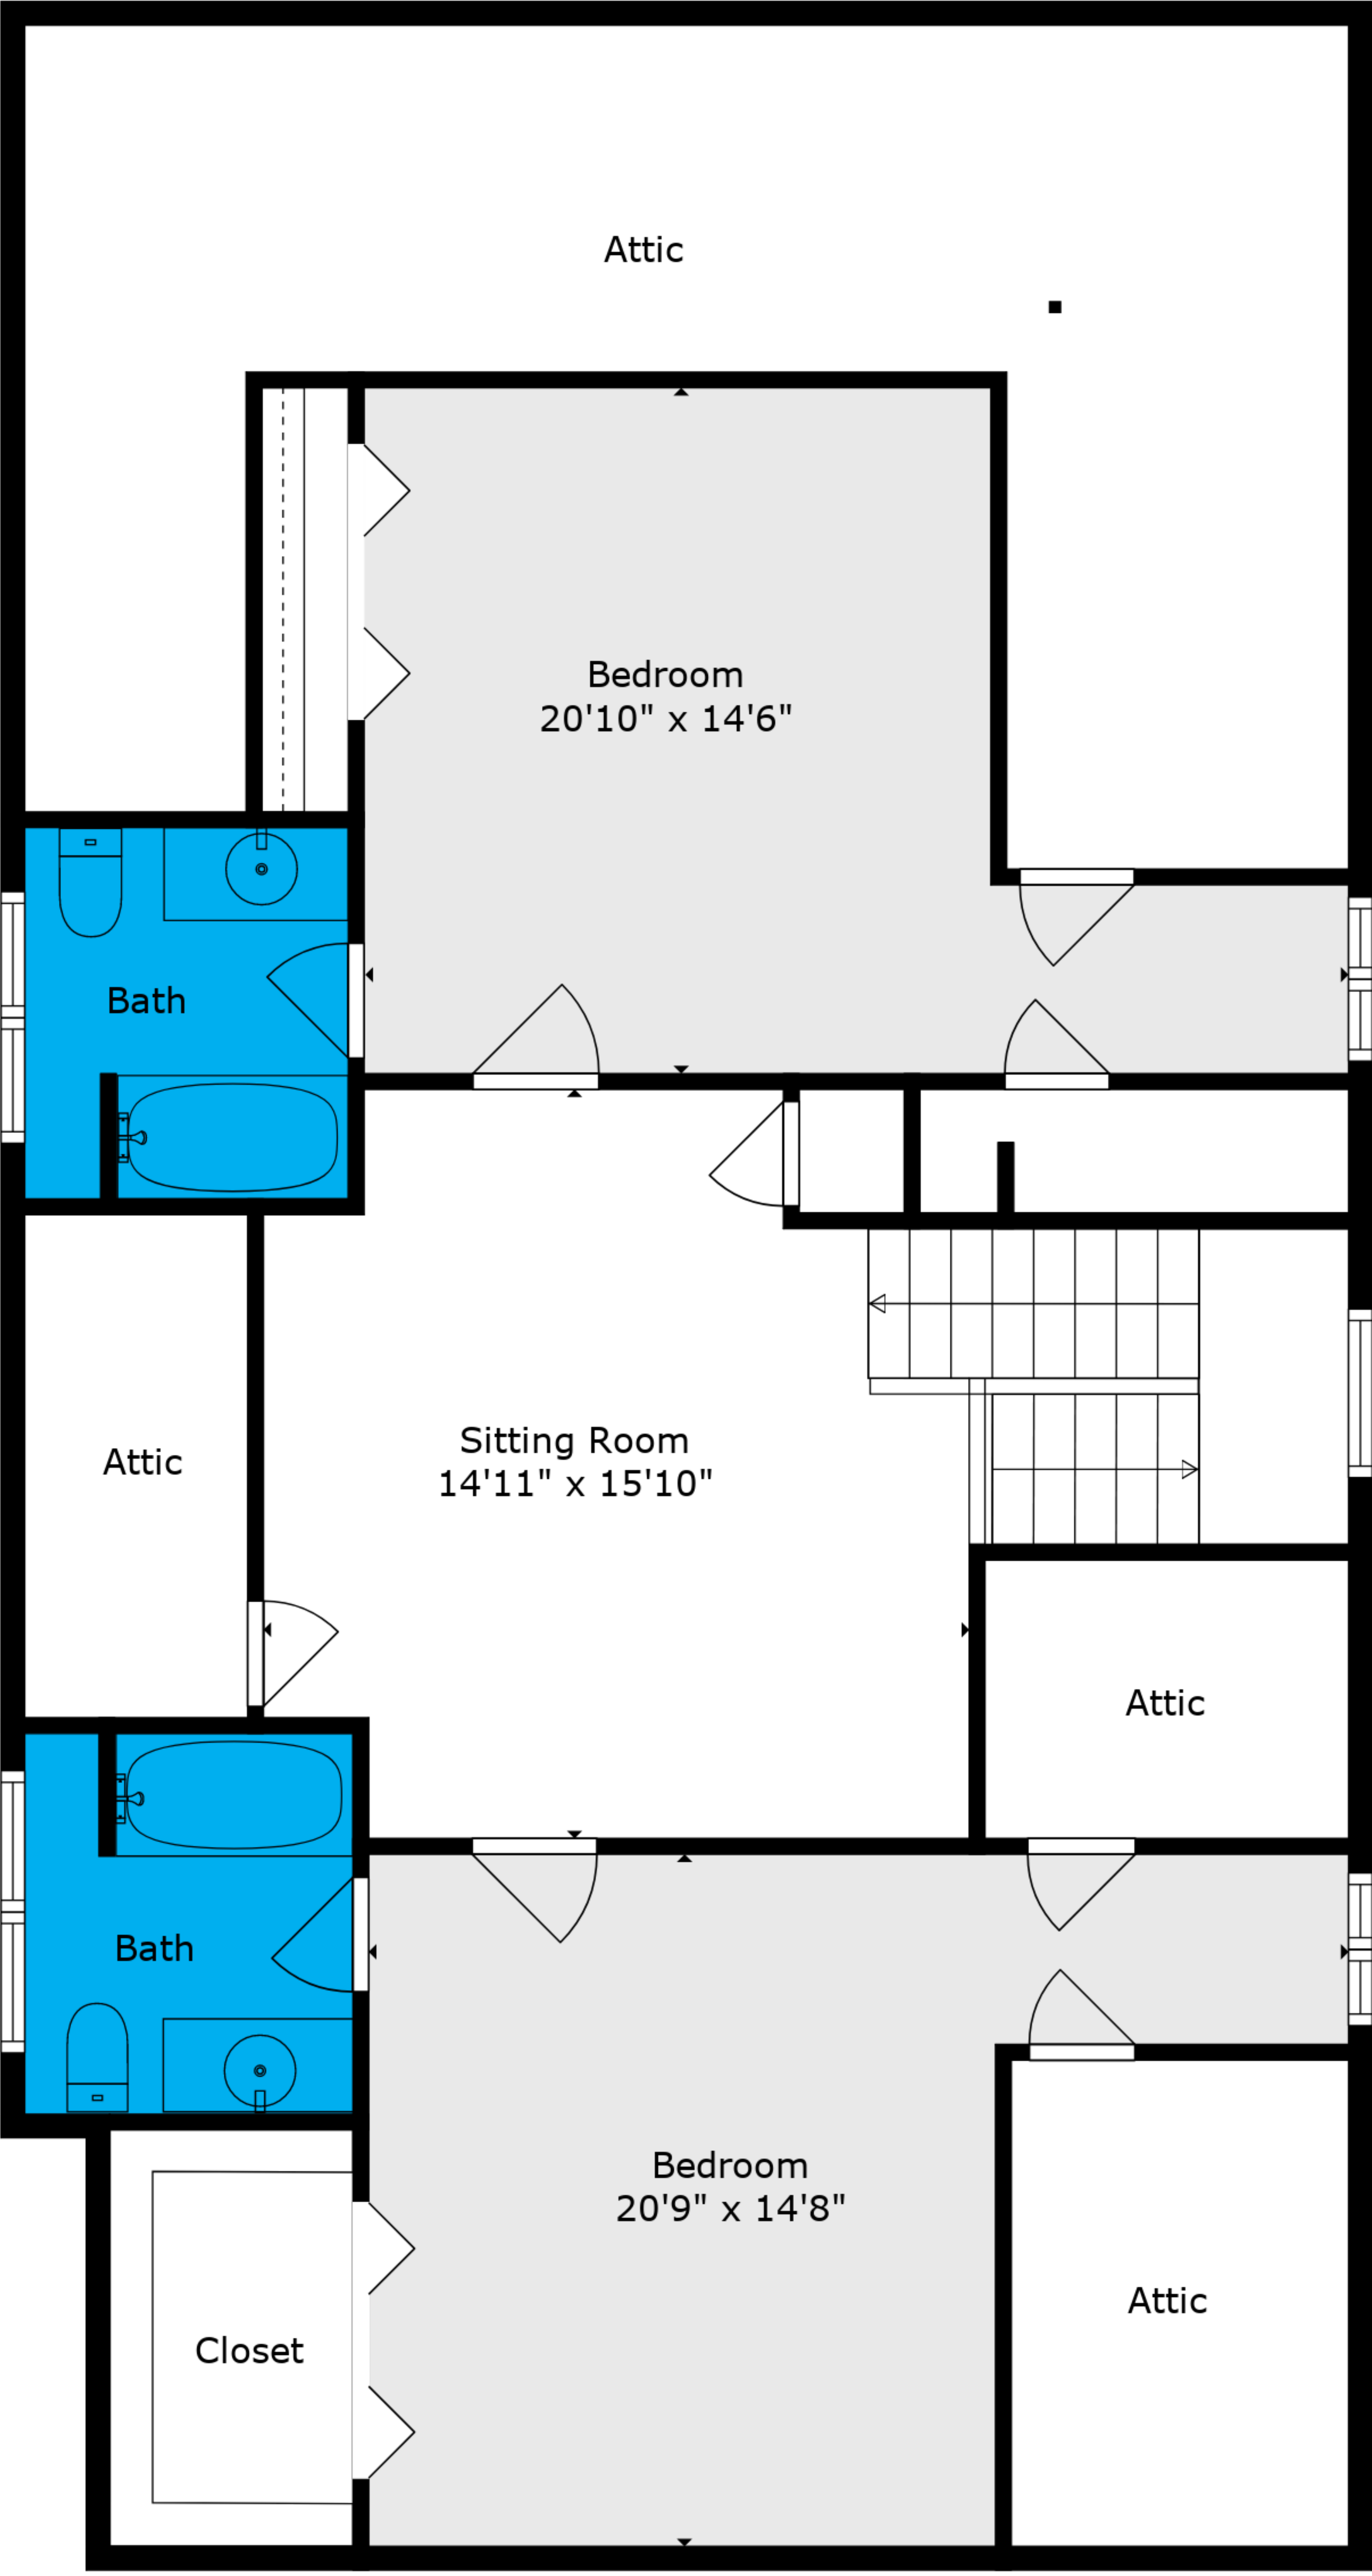 Attic
Bedroom
20'10" x 14'6"
Bath
Sitting Room
14'11" x 15'10"
Attic
Attic
Bath
Bedroom
20'9" x 14'8"
Attic
Closet